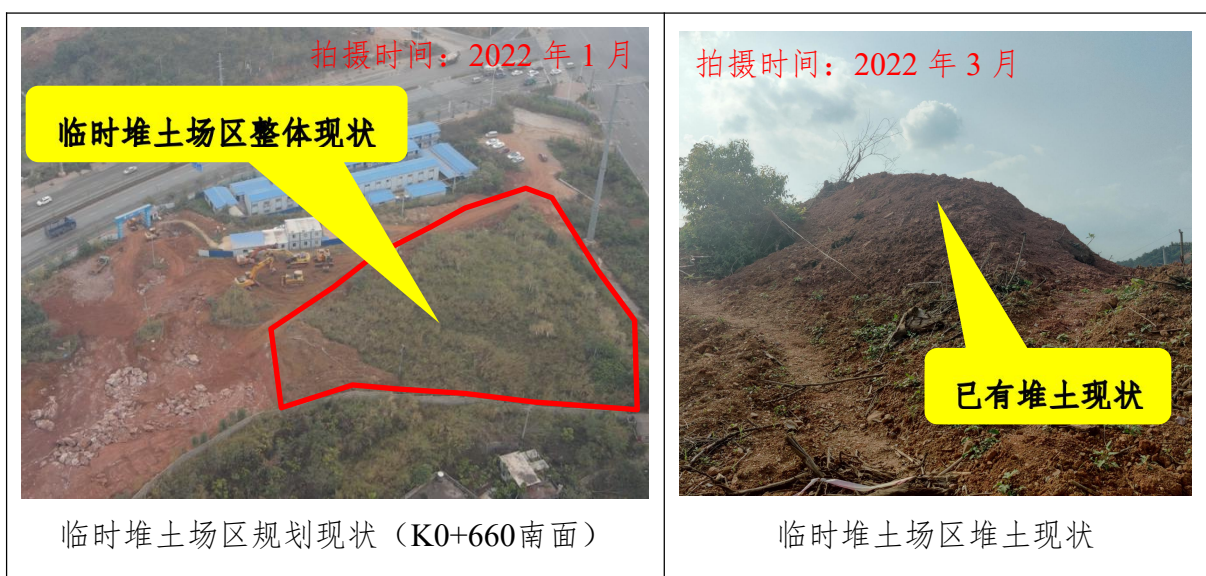 拍摄时间：2022 年 1 月
临时堆土场区整体现状
临时堆土场区规划现状（K0+660南面）
拍摄时间：2022 年 3 月
已有堆土现状
临时堆土场区堆土现状